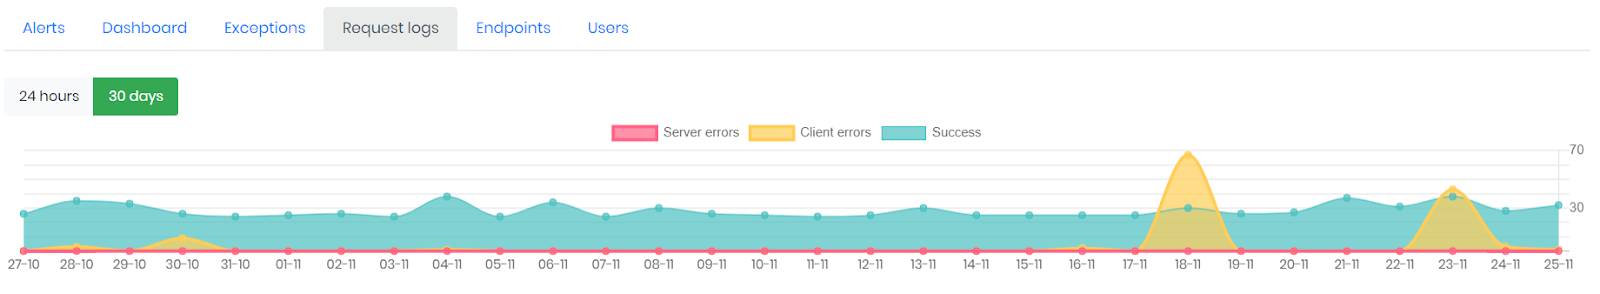 Alerts Dashboard Exceptions Request logs Endpoints Users
24 hours 30 days
Server errors Client errors Success
70
30
27-10 28-10 29-10 30-10 31-10 01-11 02-11 03-11 04-11 05-11 06-11 07-11 08-11 09-11 10-11 11-11 12-11 13-11 14-11 15-11 16-11 17-11 18-11 19-11 20-11 21-11 22-11 23-11 24-11 25-11